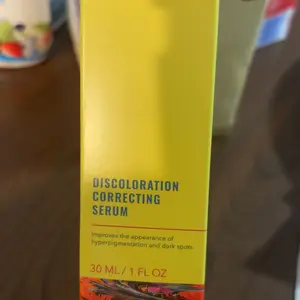 DISCOLORATION
CORRECTING
SERUM
Improves the appearance of
hyperpigmentation and dark spots
30 ML / 1 FL OZ